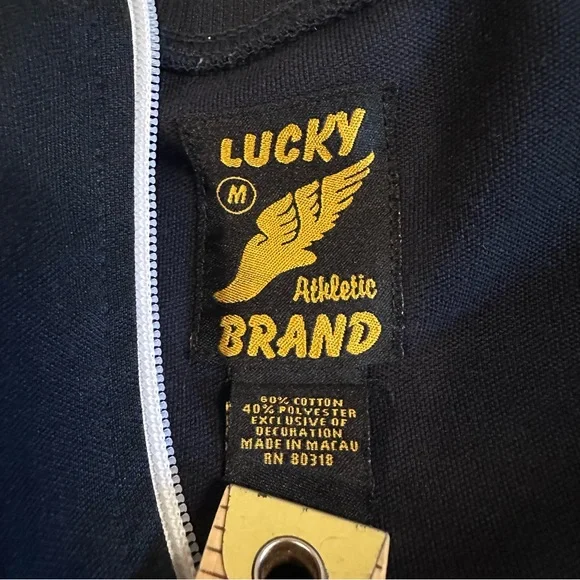 LUCKY
M
Athletic
BRAND
60% COTTON
40% POLYESTER
EXCLUSIVE OF
DECORATION
MADE IN MACAU
RN 80318